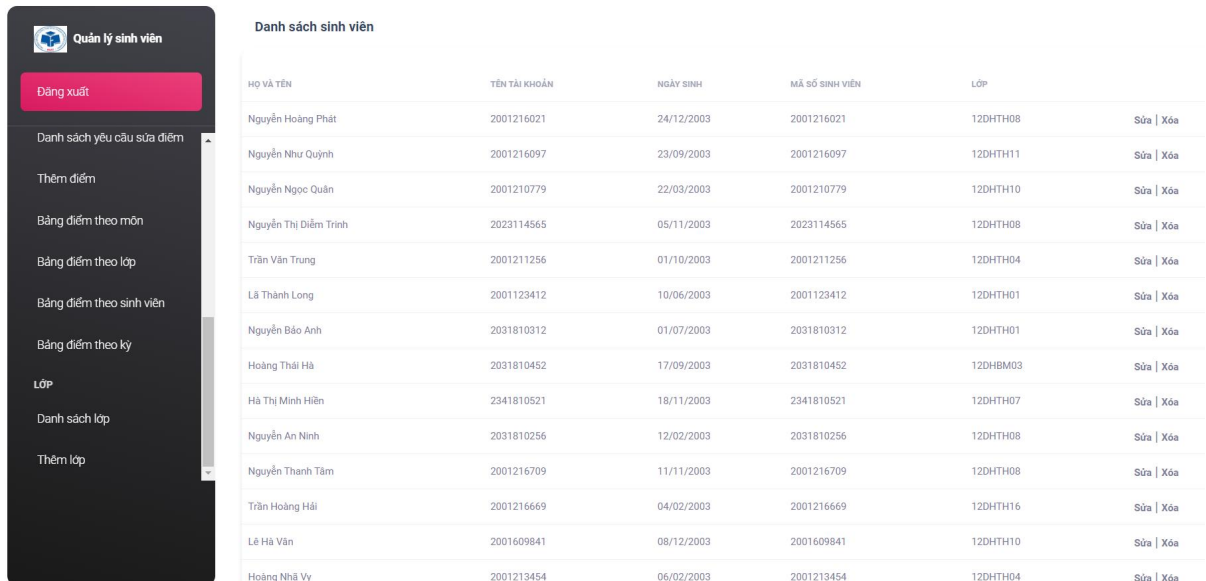 Quản lý sinh viên
Đăng xuất
Danh sách yêu cầu sửa điểm
Thêm điểm
Bảng điểm theo môn
Bảng điểm theo lớp
Bảng điểm theo sinh viên
Bảng điểm theo kỳ
LỚP
Danh sách lớp
Thêm lớp
Danh sách sinh viên
HỌ VÀ TÊN TÊN TÀI KHOẢN NGÀY SINH MÃ SỐ SINH VIÊN LỚP
Nguyễn Hoàng Phát 2001216021 24/12/2003 2001216021 12DHTH08 Sửa | Xóa
Nguyễn Như Quỳnh 2001216097 23/09/2003 2001216097 12DHTH11 Sửa | Xóa
Nguyễn Ngọc Quân 2001210779 22/03/2003 2001210779 12DHTH10 Sửa | Xóa
Nguyễn Thị Diễm Trinh 2023114565 05/11/2003 2023114565 12DHTH08 Sửa | Xóa
Trần Văn Trung 2001211256 01/10/2003 2001211256 12DHTH04 Sửa | Xóa
Lã Thành Long 2001123412 10/06/2003 2001123412 12DHTH01 Sửa | Xóa
Nguyễn Bảo Anh 2031810312 01/07/2003 2031810312 12DHTH01 Sửa | Xóa
Hoàng Thái Hà 2031810452 17/09/2003 2031810452 12DHBM03 Sửa | Xóa
Hà Thị Minh Hiền 2341810521 18/11/2003 2341810521 12DHTH07 Sửa | Xóa
Nguyễn An Ninh 2031810256 12/02/2003 2031810256 12DHTH08 Sửa | Xóa
Nguyễn Thanh Tâm 2001216709 11/11/2003 2001216709 12DHTH08 Sửa | Xóa
Trần Hoàng Hải 2001216669 04/02/2003 2001216669 12DHTH16 Sửa | Xóa
Lê Hà Vân 2001609841 08/12/2003 2001609841 12DHTH10 Sửa | Xóa
Hoàng Nhã Vy 2001213454 06/02/2003 2001213454 12DHTH04 Sửa | Xóa